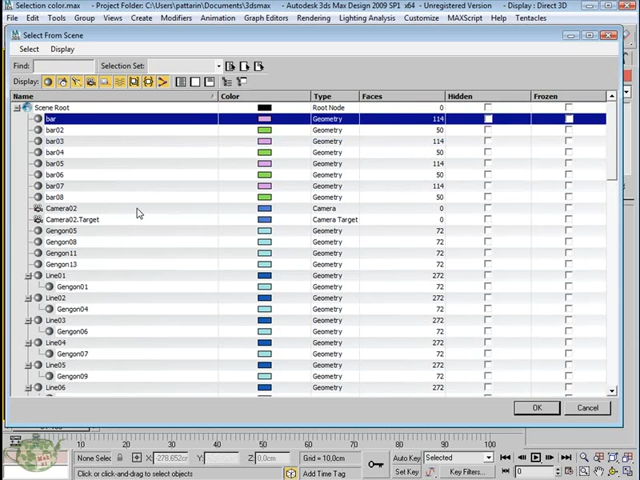 Selection color.max - Project Folder: C:\Users\pattarin\Documents\3dsmax - Autodesk 3ds Max Design 2009 SP1 x64 - Unregistered Version - Display : Direct 3D
File Edit Tools Group Views Create Modifiers Animation Graph Editors Rendering Lighting Analysis Customize MAXScript Help Tentacles
Select From Scene
Select Display
Find: Selection Set:
Display:
Name Color Type Faces Hidden Frozen
Scene Root Root Node 0
bar Geometry 114
bar02 Geometry 50
bar03 Geometry 114
bar04 Geometry 50
bar05 Geometry 114
bar06 Geometry 50
bar07 Geometry 114
bar08 Geometry 50
Camera02 Camera 0
Camera02.Target Camera Target 0
Gengon05 Geometry 72
Gengon08 Geometry 72
Gengon11 Geometry 72
Gengon13 Geometry 72
Line01 Geometry 272
Gengon01 Geometry 72
Line02 Geometry 272
Gengon04 Geometry 72
Line03 Geometry 272
Gengon06 Geometry 72
Line04 Geometry 272
Gengon07 Geometry 72
Line05 Geometry 272
Gengon09 Geometry 72
Line06 Geometry 272
OK Cancel
10 20 30 40 50 60 70 80 90 100
None Selec X: -278,652cr Y: Z: 0,0cm Grid = 10,0cm Auto Key Selected
Click or click-and-drag to select objects Add Time Tag Set Key Key Filters... 0